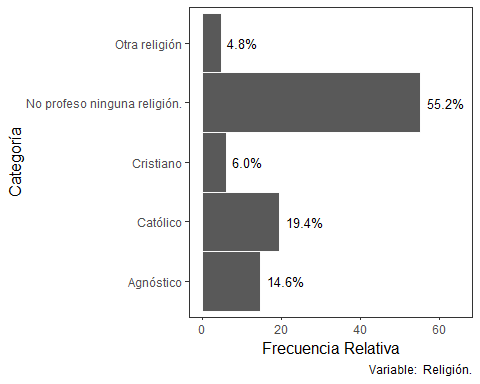 Categoría
Otra religión
4.8%
No profeso ninguna religión.
55.2%
Cristiano
6.0%
Católico
19.4%
Agnóstico
14.6%
0
20
40
60
Frecuencia Relativa
Variable: Religión.